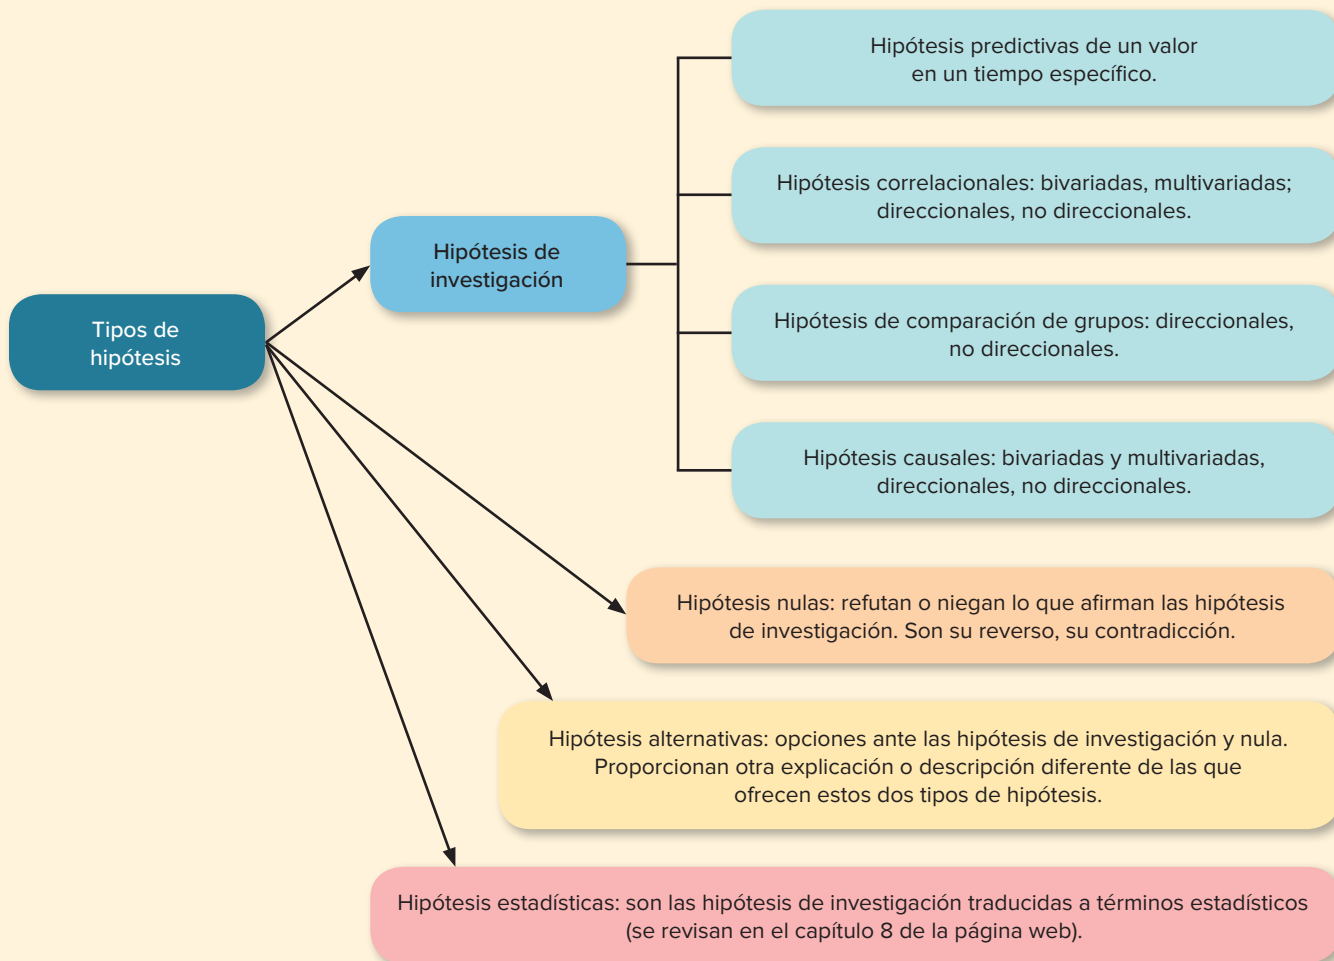 Hipótesis predictivas de un valor
en un tiempo específico.
Hipótesis correlacionales: bivariadas, multivariadas;
direccionales, no direccionales.
Hipótesis de
investigación
Tipos de
hipótesis
Hipótesis de comparación de grupos: direccionales,
no direccionales.
Hipótesis causales: bivariadas y multivariadas,
direccionales, no direccionales.
Hipótesis nulas: refutan o niegan lo que afirman las hipótesis
de investigación. Son su reverso, su contradicción.
Hipótesis alternativas: opciones ante las hipótesis de investigación y nula.
Proporcionan otra explicación o descripción diferente de las que
ofrecen estos dos tipos de hipótesis.
Hipótesis estadísticas: son las hipótesis de investigación traducidas a términos estadísticos
(se revisan en el capítulo 8 de la página web).